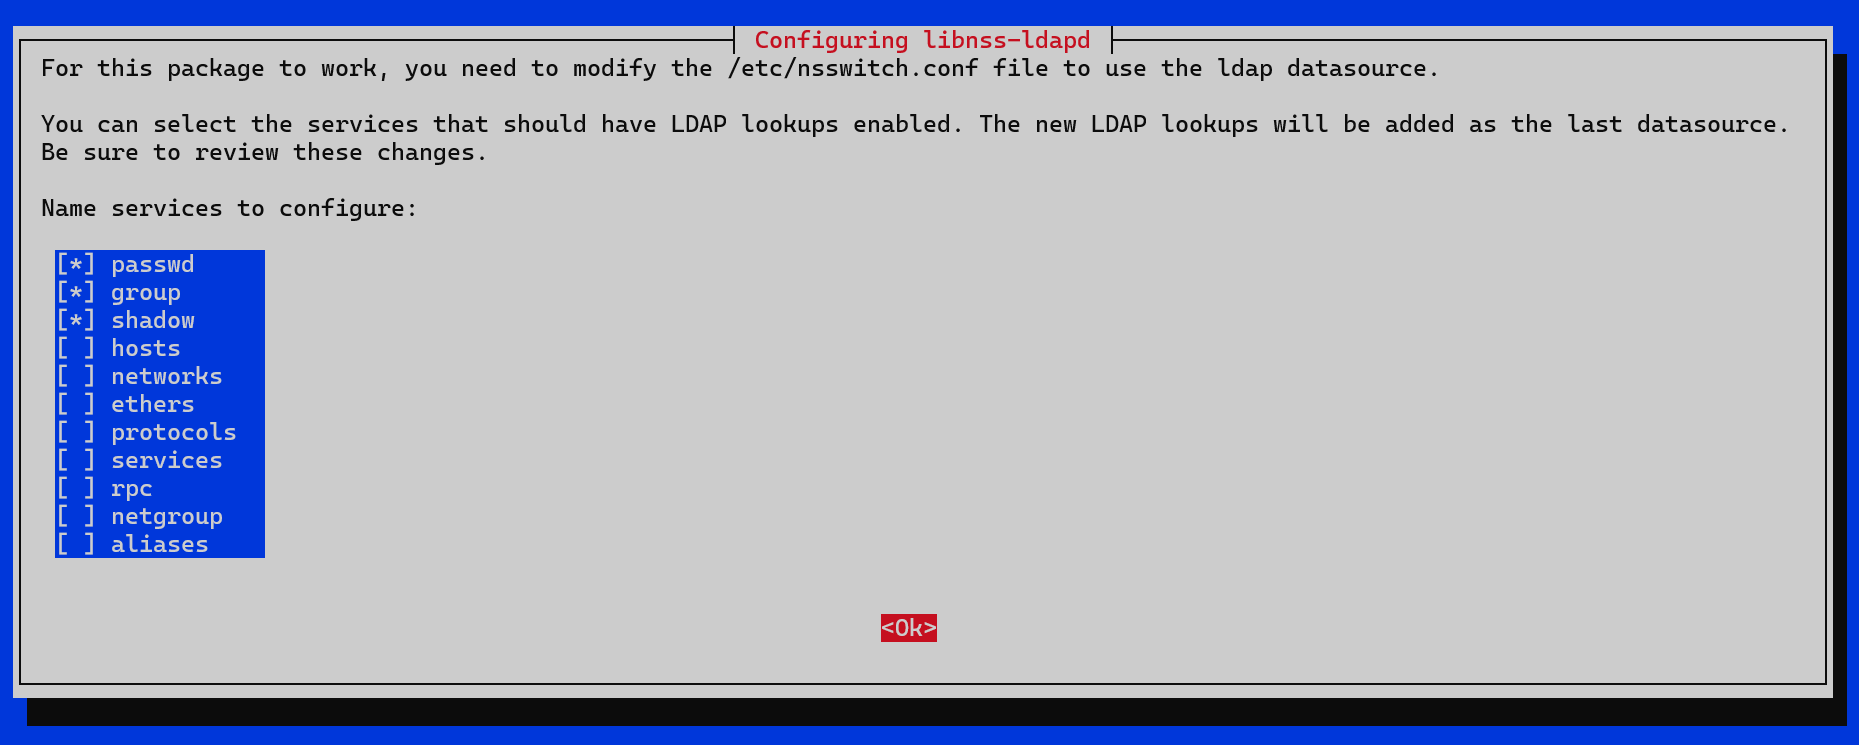 Configuring libnss-ldapd
For this package to work, you need to modify the /etc/nsswitch.conf file to use the ldap datasource.
You can select the services that should have LDAP lookups enabled. The new LDAP lookups will be added as the last datasource.
Be sure to review these changes.
Name services to configure:
[*] passwd
[*] group
[*] shadow
[ ] hosts
[ ] networks
[ ] ethers
[ ] protocols
[ ] services
[ ] rpc
[ ] netgroup
[ ] aliases
<Ok>